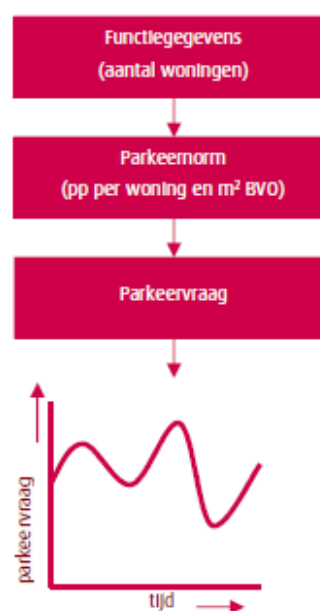 Functiegegevens
(aantal woningen)
Parkeernorm
(pp per woning en m² BVO)
Parkeervraag
parkeervraag
tijd